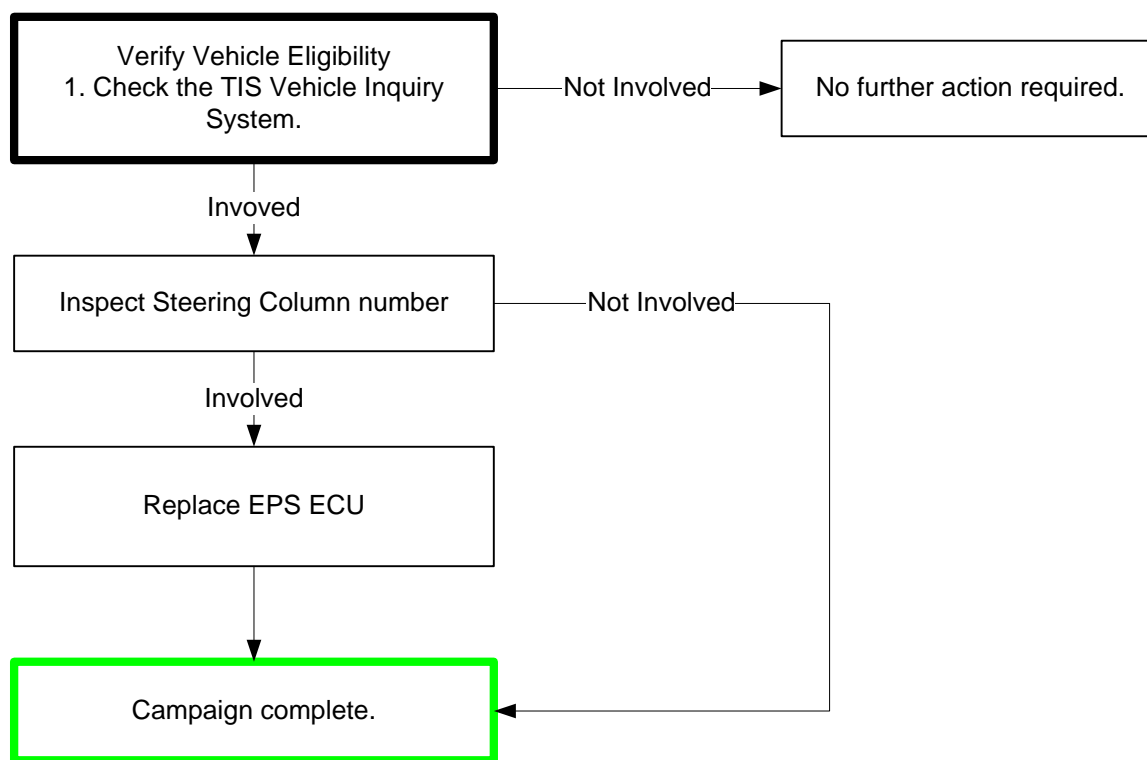 Verify Vehicle Eligibility
1. Check the TIS Vehicle Inquiry
System.
Not Involved
No further action required.
Invoved
Inspect Steering Column number
Not Involved
Involved
Replace EPS ECU
Campaign complete.